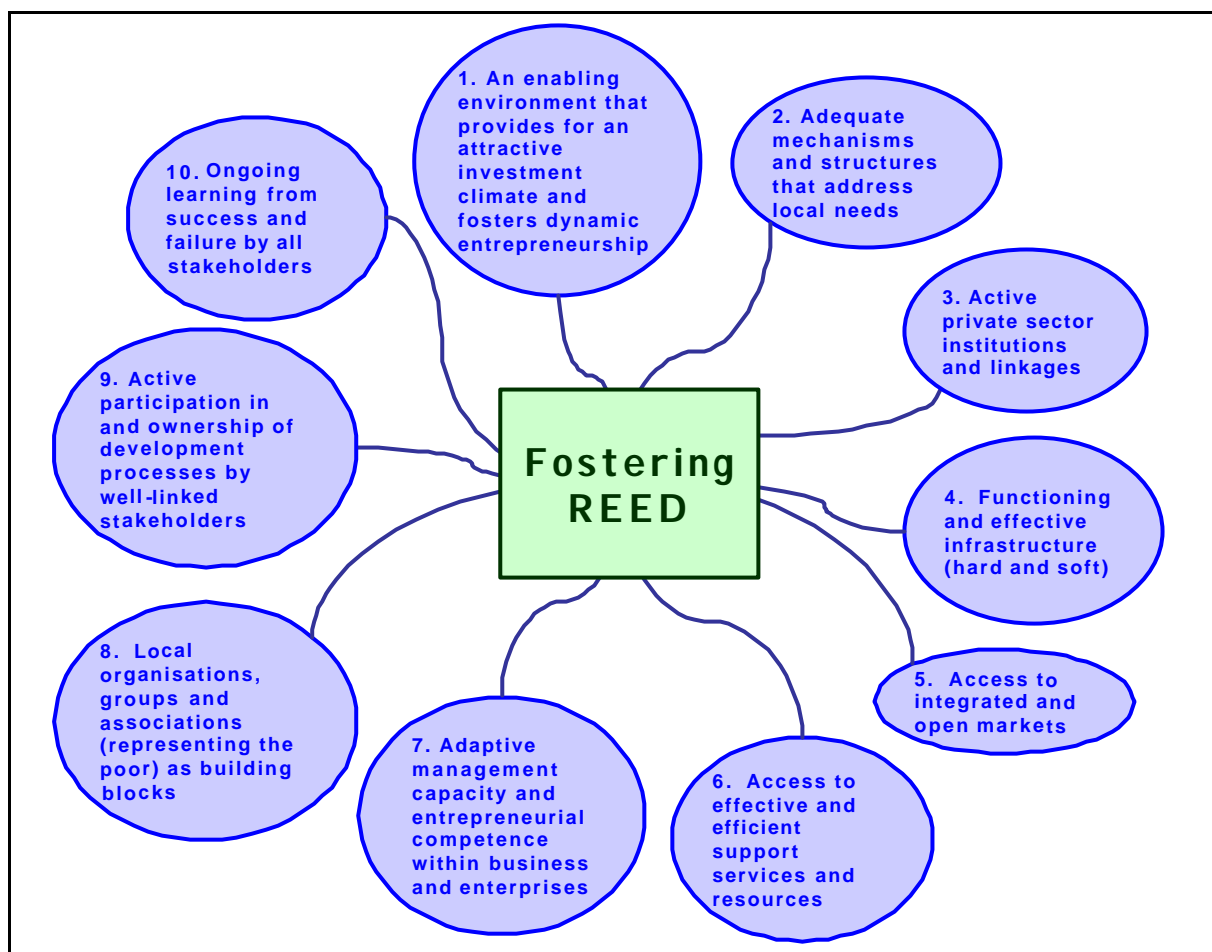 1. An enabling
environment that
provides for an
attractive
investment
climate and
fosters dynamic
entrepreneurship
2. Adequate
mechanisms
and structures
that address
local needs
3. Active
private sector
institutions
and linkages
4. Functioning
and effective
infrastructure
(hard and soft)
5. Access to
integrated and
open markets
6. Access to
effective and
efficient
support
services and
resources
7. Adaptive
management
capacity and
entrepreneurial
competence
within business
and enterprises
8. Local
organisations,
groups and
associations
(representing the
poor) as building
blocks
9. Active
participation in
and ownership of
development
processes by
well-linked
stakeholders
10. Ongoing
learning from
success and
failure by all
stakeholders
Fostering
REED